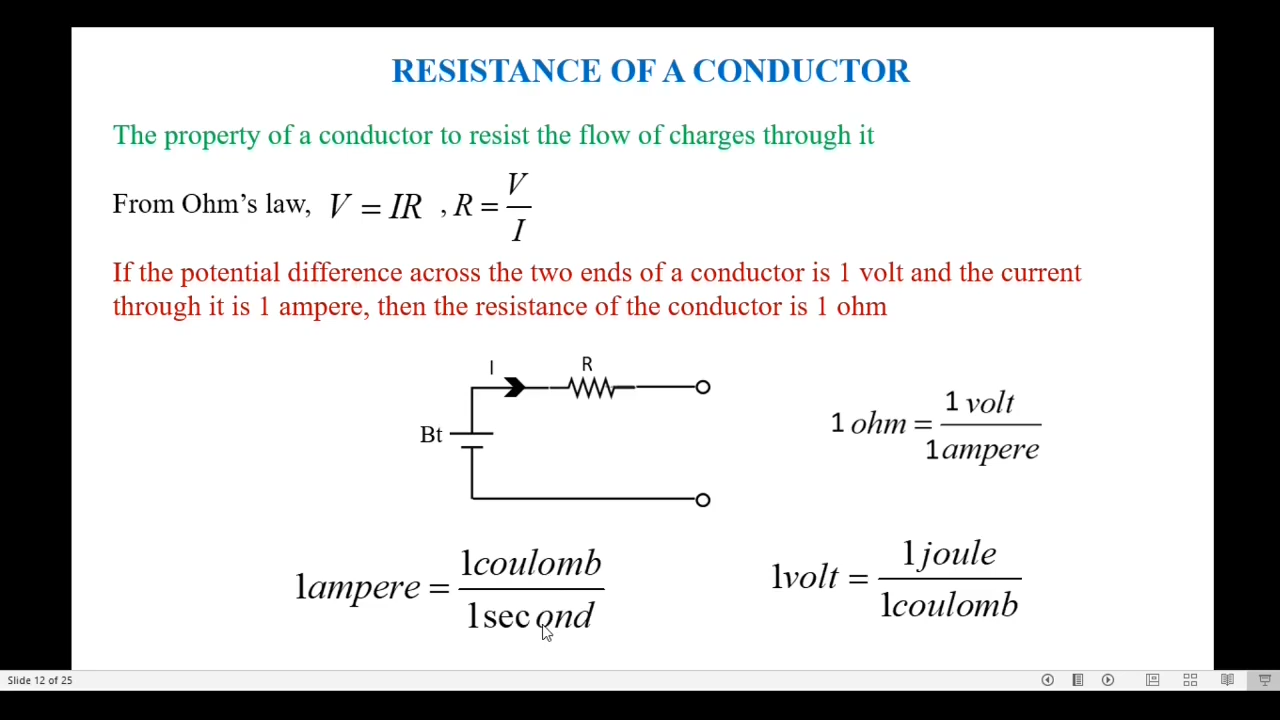 RESISTANCE OF A CONDUCTOR
The property of a conductor to resist the flow of charges through it
From Ohm’s law, V = IR , R = V / I
If the potential difference across the two ends of a conductor is 1 volt and the current
through it is 1 ampere, then the resistance of the conductor is 1 ohm
I
R
Bt
1 ohm = 1 volt / 1 ampere
1ampere = 1coulomb / 1second
1volt = 1joule / 1coulomb
Slide 12 of 25